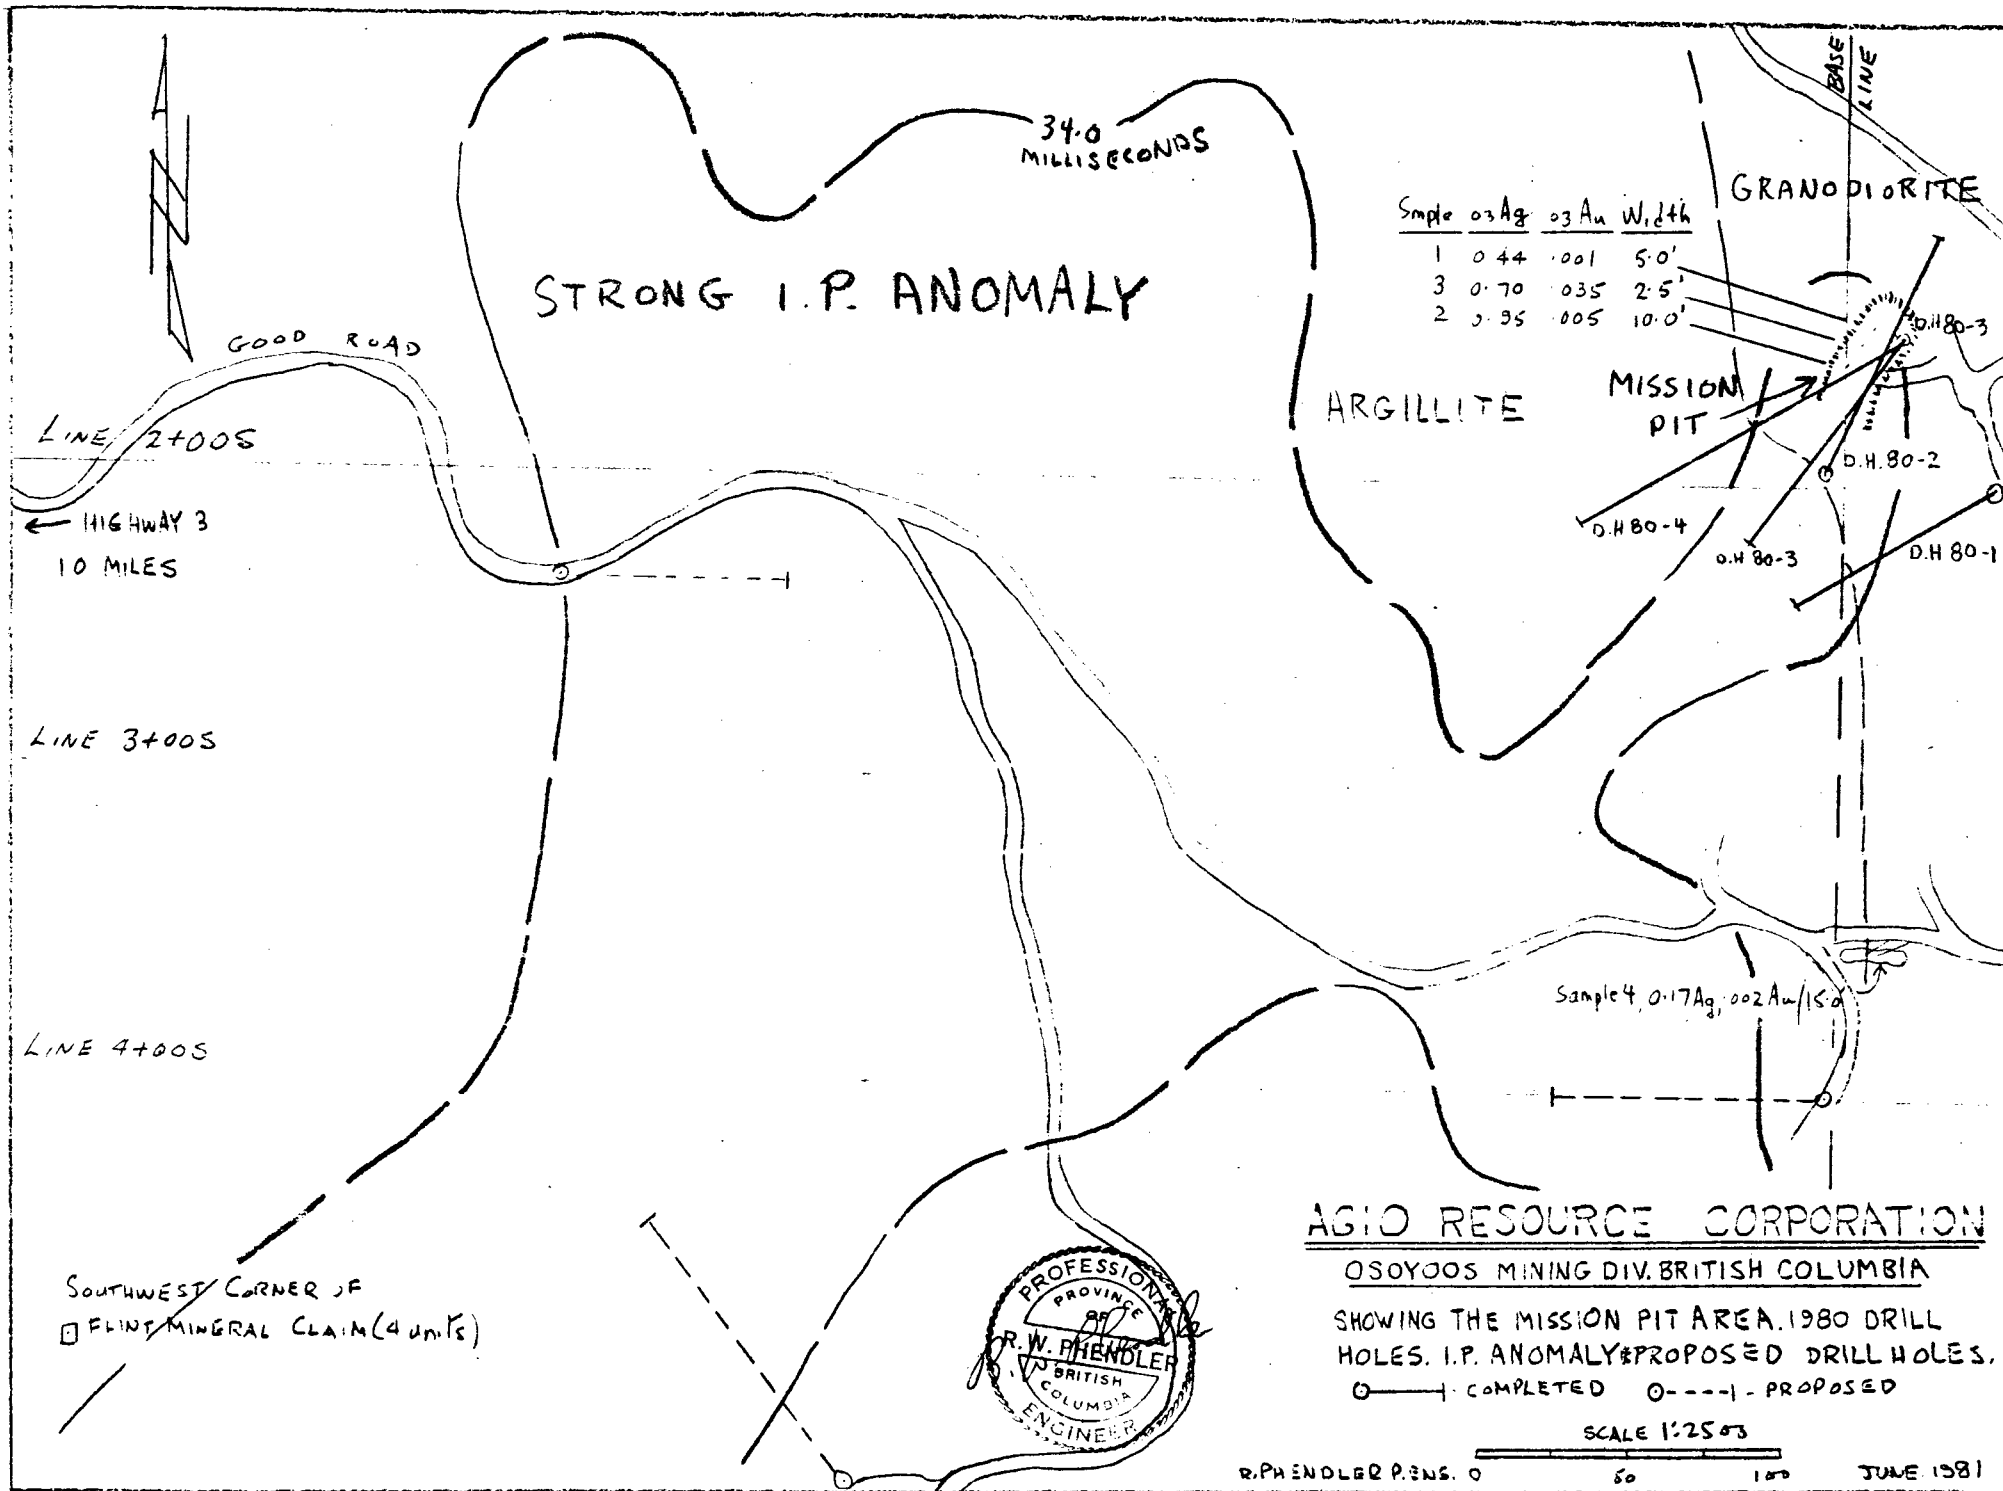 BASE
LINE
34.0
MILLISECONDS
GRANODIORITE
Smple oz Ag oz Au Width
1 0.44 .001 5.0'
3 0.70 .035 2.5'
2 0.95 .005 10.0'
STRONG I.P. ANOMALY
D.H 80-3
GOOD ROAD
ARGILLITE
MISSION
PIT
LINE 2+00S
D.H. 80-2
D.H 80-4
D.H 80-3
D.H 80-1
HIGHWAY 3
10 MILES
LINE 3+00S
Sample 4, 0.17Ag, .002 Au/15.0'
LINE 4+00S
SOUTHWEST CORNER OF
FLINT MINERAL CLAIM (4 units)
PROFESSIONAL
PROVINCE
OF
R. W. PHENDLER
BRITISH
COLUMBIA
ENGINEER
AGIO RESOURCE CORPORATION
OSOYOOS MINING DIV. BRITISH COLUMBIA
SHOWING THE MISSION PIT AREA. 1980 DRILL
HOLES. I.P. ANOMALY & PROPOSED DRILL HOLES.
COMPLETED - PROPOSED
SCALE 1:2500
R. PHENDLER P. ENG. 0 50 100 JUNE 1981